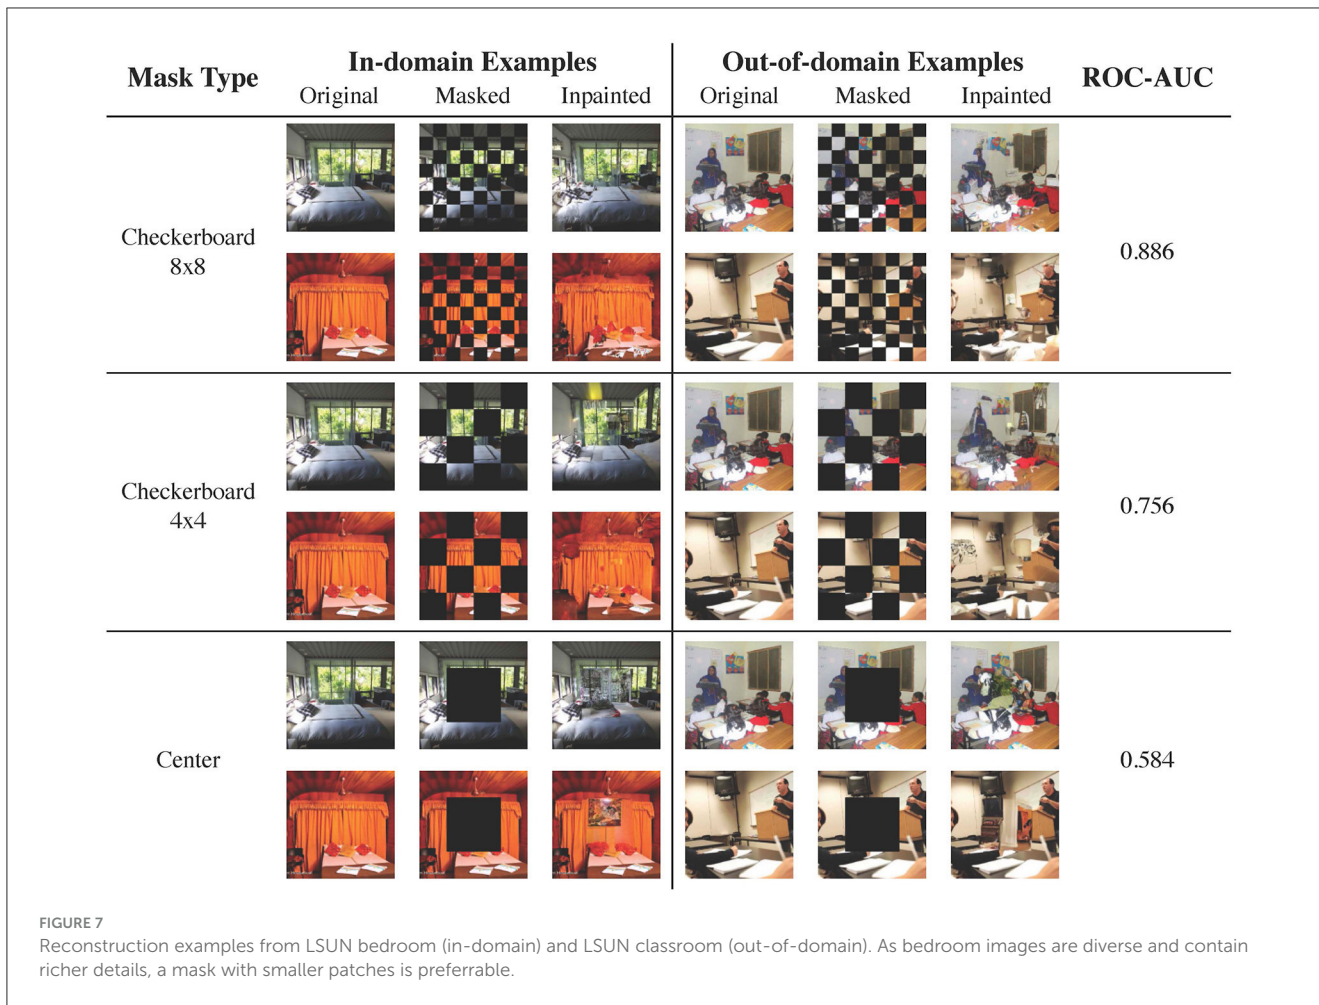 Mask Type
In-domain Examples
Out-of-domain Examples
ROC-AUC
Original
Masked
Inpainted
Original
Masked
Inpainted
Checkerboard
8x8
0.886
Checkerboard
4x4
0.756
Center
0.584
FIGURE 7
Reconstruction examples from LSUN bedroom (in-domain) and LSUN classroom (out-of-domain). As bedroom images are diverse and contain
richer details, a mask with smaller patches is preferrable.